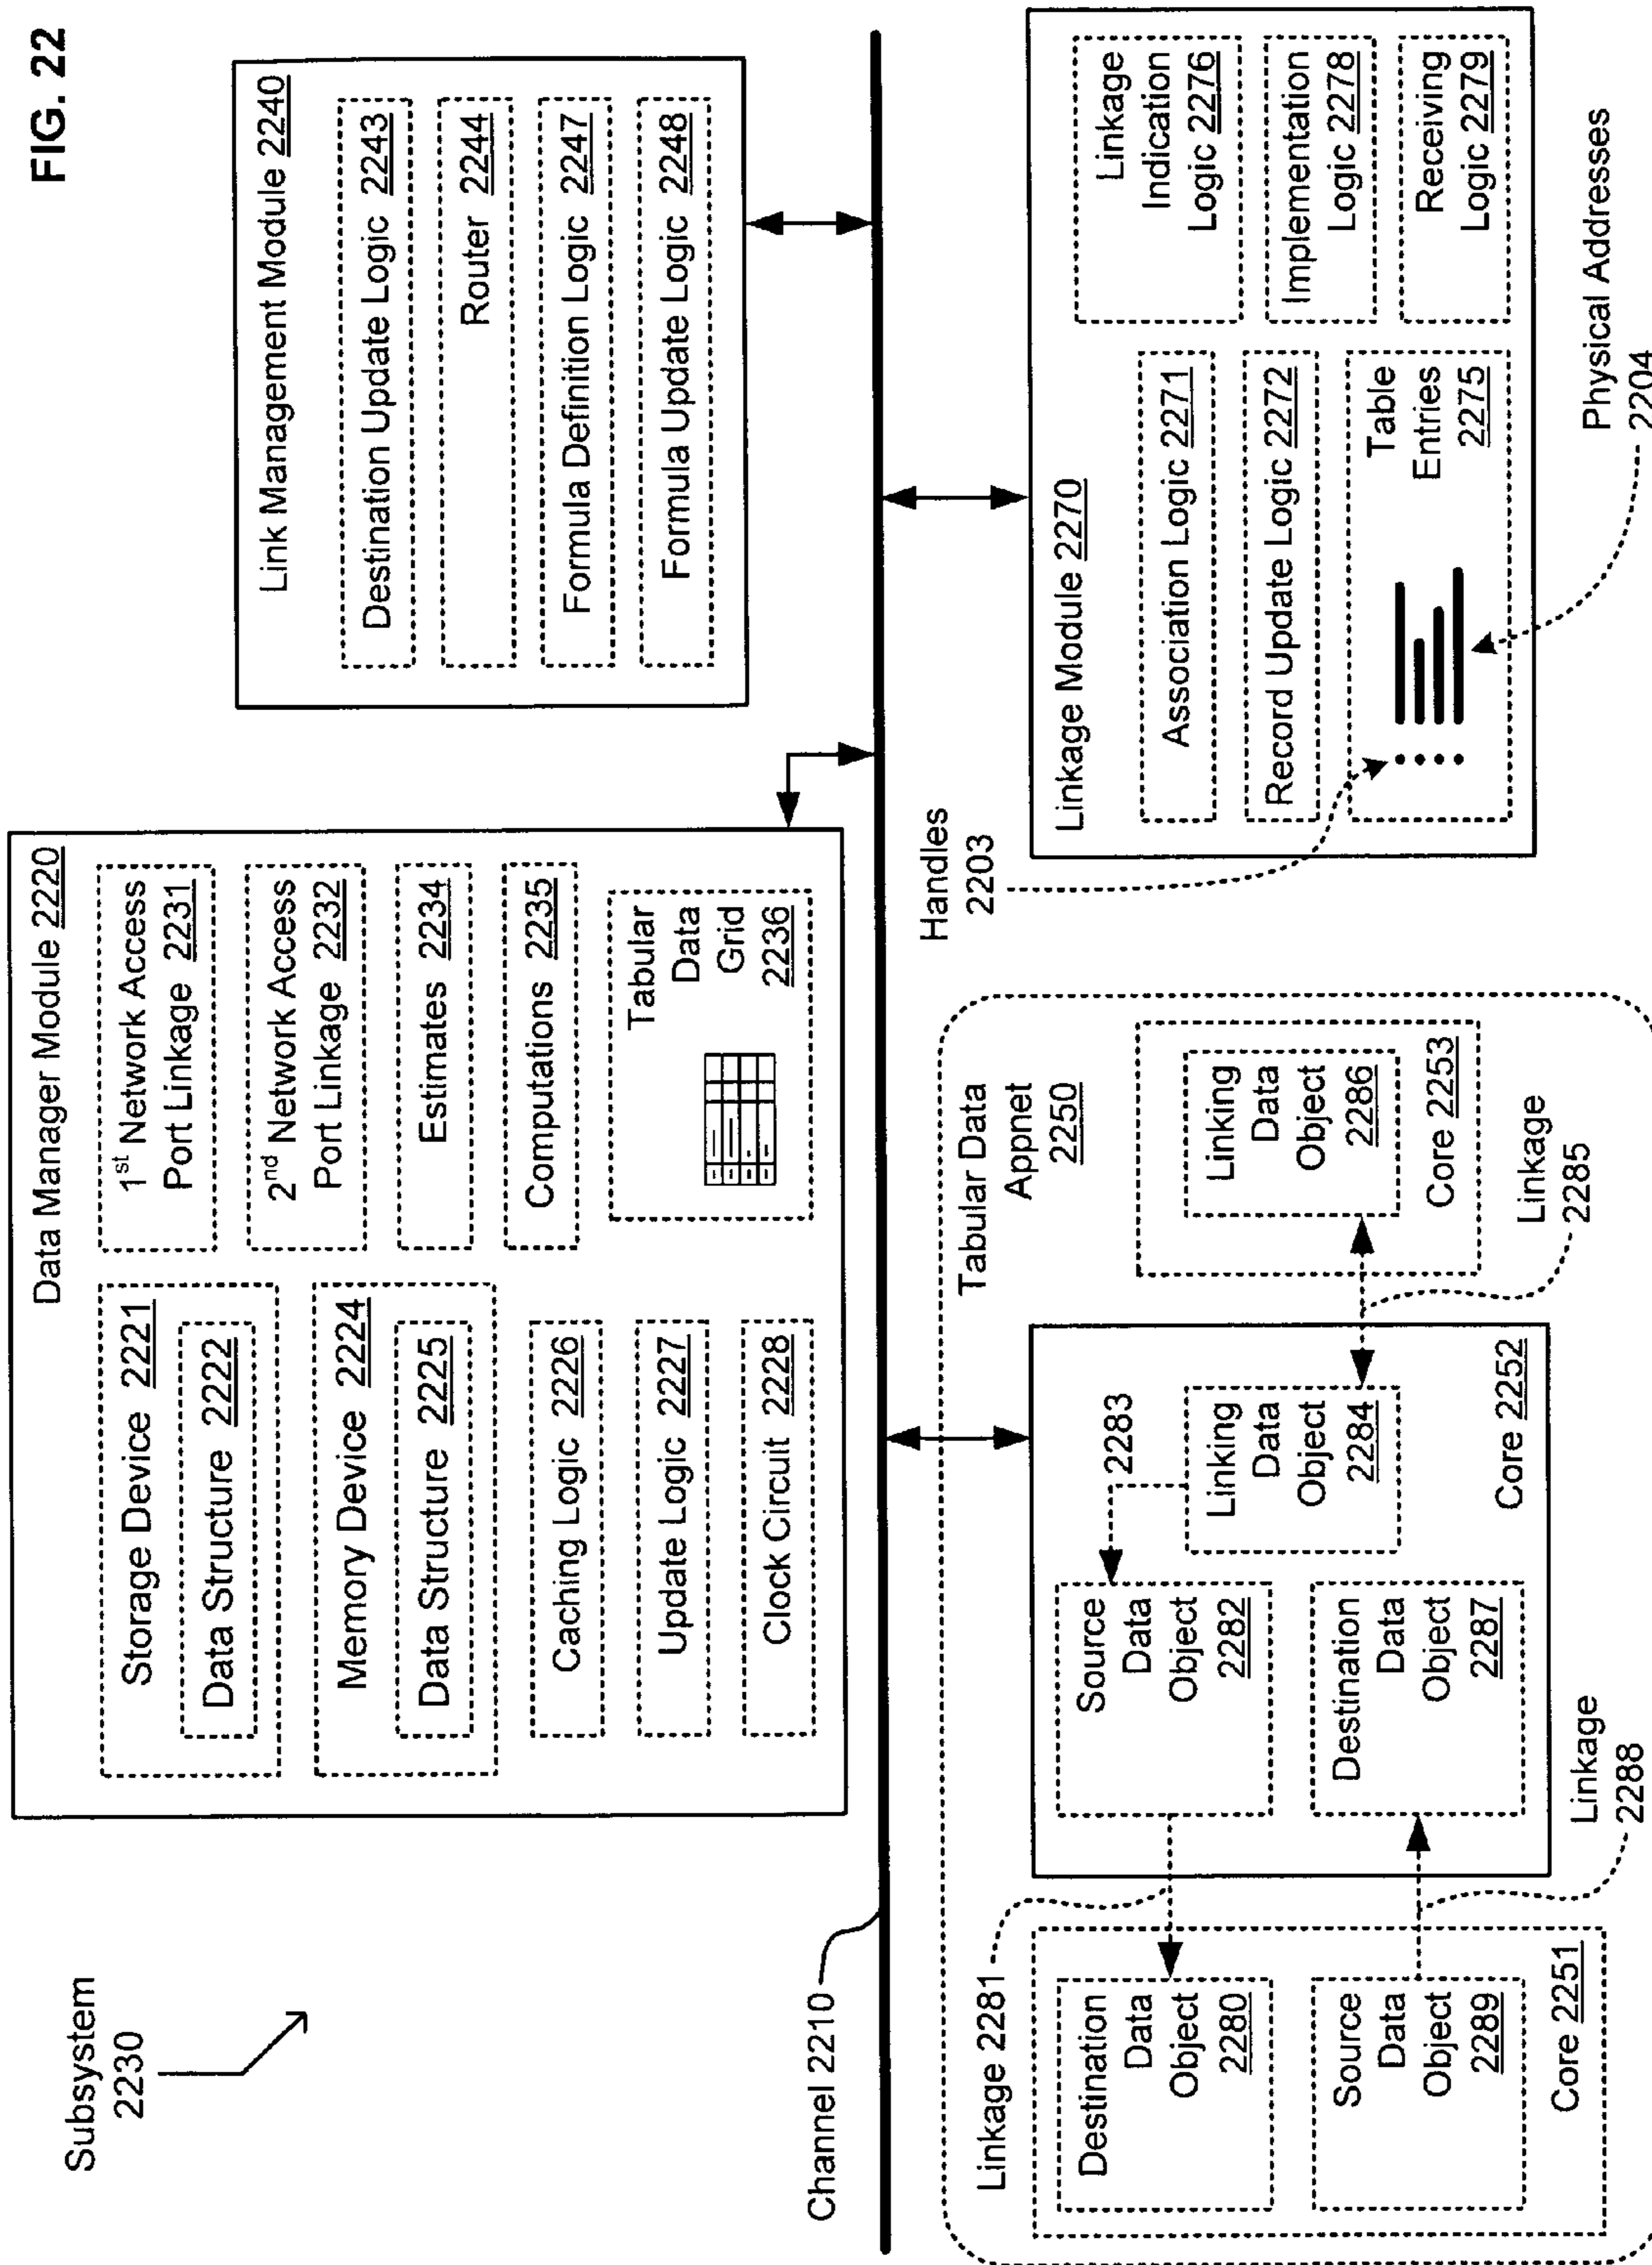 FIG. 22
Subsystem
2230
Data Manager Module 2220
Storage Device 2221
Data Structure 2222
Memory Device 2224
Data Structure 2225
Caching Logic 2226
Update Logic 2227
Clock Circuit 2228
1st Network Access
Port Linkage 2231
2nd Network Access
Port Linkage 2232
Estimates 2234
Computations 2235
Tabular
Data
Grid
2236
Link Management Module 2240
Destination Update Logic 2243
Router 2244
Formula Definition Logic 2247
Formula Update Logic 2248
Channel 2210
Tabular Data
Appnet
2250
Linkage 2281
Destination
Data
Object
2280
Source
Data
Object
2289
Core 2251
Source
Data
Object
2282
2283
Linking
Data
Object
2284
Destination
Data
Object
2287
Core 2252
Linkage
2288
Linking
Data
Object
2286
Core 2253
Linkage
2285
Handles
2203
Linkage Module 2270
Association Logic 2271
Record Update Logic 2272
Table
Entries
2275
Linkage
Indication
Logic 2276
Implementation
Logic 2278
Receiving
Logic 2279
Physical Addresses
2204